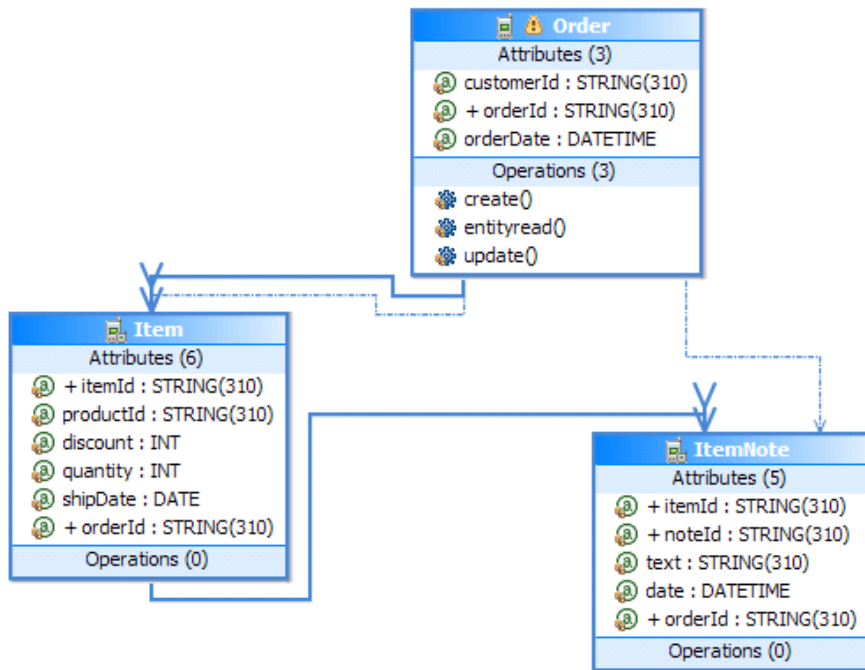 Order
Attributes (3)
customerId : STRING(310)
+ orderId : STRING(310)
orderDate : DATETIME
Operations (3)
create()
entityread()
update()
Item
Attributes (6)
+ itemId : STRING(310)
productId : STRING(310)
discount : INT
quantity : INT
shipDate : DATE
+ orderId : STRING(310)
Operations (0)
ItemNote
Attributes (5)
+ itemId : STRING(310)
+ noteId : STRING(310)
text : STRING(310)
date : DATETIME
+ orderId : STRING(310)
Operations (0)